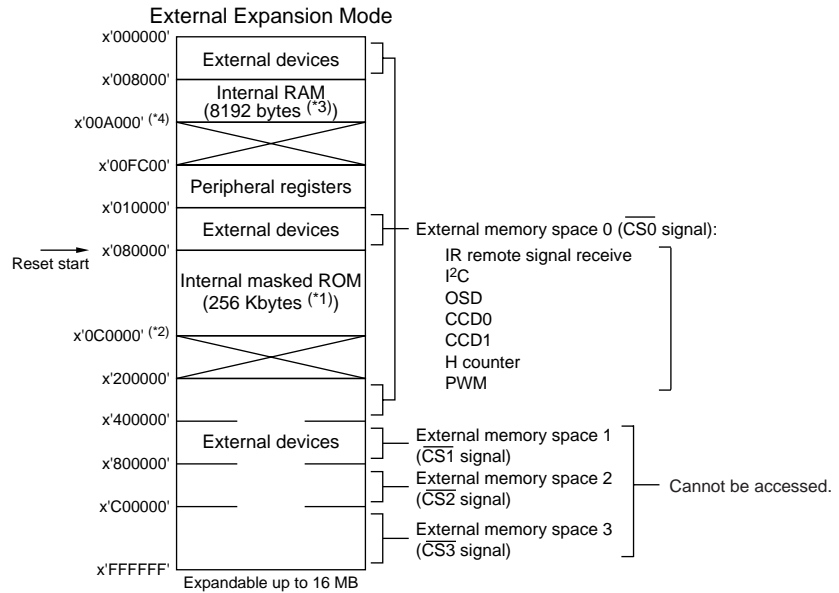 External Expansion Mode
x'000000'
External devices
x'008000'
Internal RAM
(8192 bytes (*3))
x'00A000' (*4)
x'00FC00'
Peripheral registers
x'010000'
External devices
External memory space 0 (CS0 signal):
x'080000'
Reset start
IR remote signal receive
I²C
OSD
CCD0
CCD1
H counter
PWM
Internal masked ROM
(256 Kbytes (*1))
x'0C0000' (*2)
x'200000'
x'400000'
External devices
External memory space 1
(CS1 signal)
x'800000'
External memory space 2
(CS2 signal)
Cannot be accessed.
x'C00000'
External memory space 3
(CS3 signal)
x'FFFFFF'
Expandable up to 16 MB